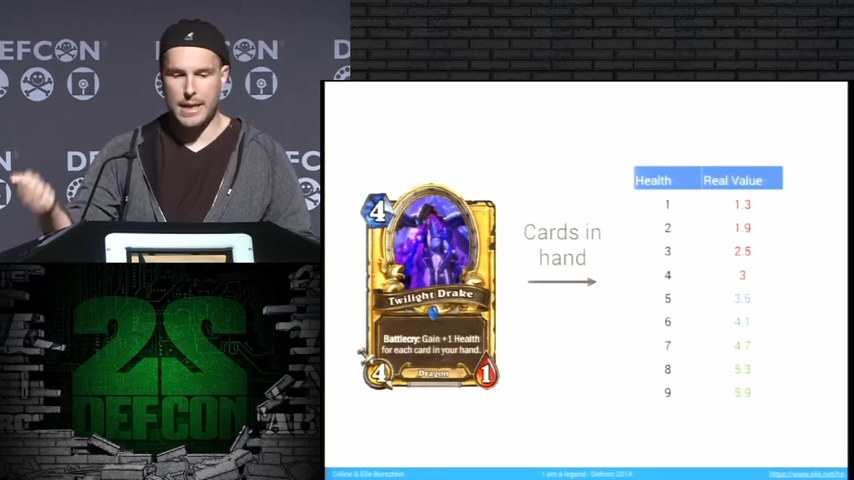 DEFCON
DEFCON
4
Twilight Drake
Battlecry: Gain +1 Health
for each card in your hand.
Dragon
4
1
Cards in
hand
Health Real Value
1 1.3
2 1.9
3 2.5
4 3
5 3.6
6 4.1
7 4.7
8 5.3
9 5.9
22
DEFCON
Celine & Elie Bursztein
I am a legend - Defcon 2014
https://www.elie.net/hs